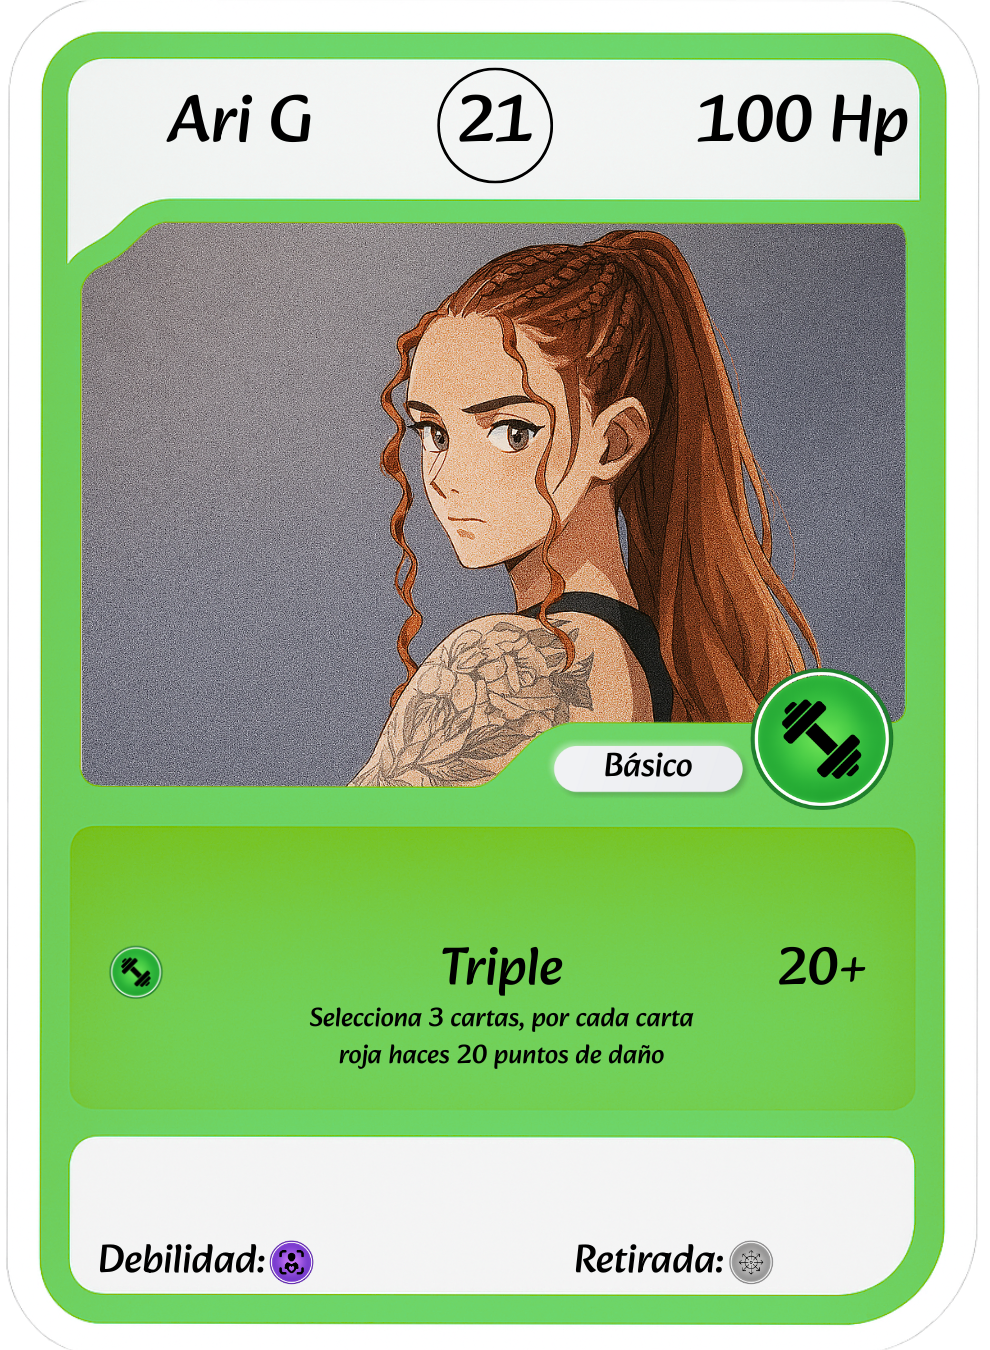 Ari G 21 100 Hp
Básico
Triple 20+
Selecciona 3 cartas, por cada carta
roja haces 20 puntos de daño
Debilidad: Retirada: